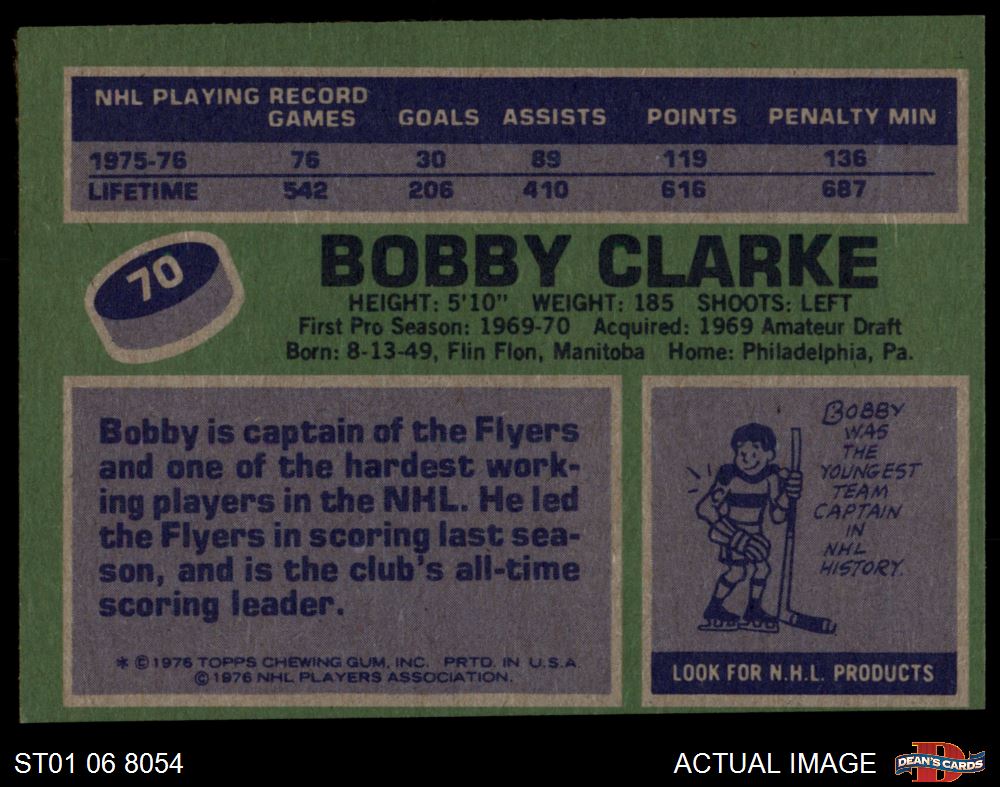 NHL PLAYING RECORD
GAMES GOALS ASSISTS POINTS PENALTY MIN
1975-76 76 30 89 119 136
LIFETIME 542 206 410 616 687
70
BOBBY CLARKE
HEIGHT: 5'10" WEIGHT: 185 SHOOTS: LEFT
First Pro Season: 1969-70 Acquired: 1969 Amateur Draft
Born: 8-13-49, Flin Flon, Manitoba Home: Philadelphia, Pa.
Bobby is captain of the Flyers
and one of the hardest work-
ing players in the NHL. He led
the Flyers in scoring last sea-
son, and is the club's all-time
scoring leader.
* © 1976 TOPPS CHEWING GUM, INC. PRTD. IN U.S.A.
© 1976 NHL PLAYERS ASSOCIATION.
BOBBY
WAS
THE
YOUNGEST
TEAM
CAPTAIN
IN
NHL
HISTORY.
LOOK FOR N.H.L. PRODUCTS
ST01 06 8054
ACTUAL IMAGE
D
DEAN'S CARDS